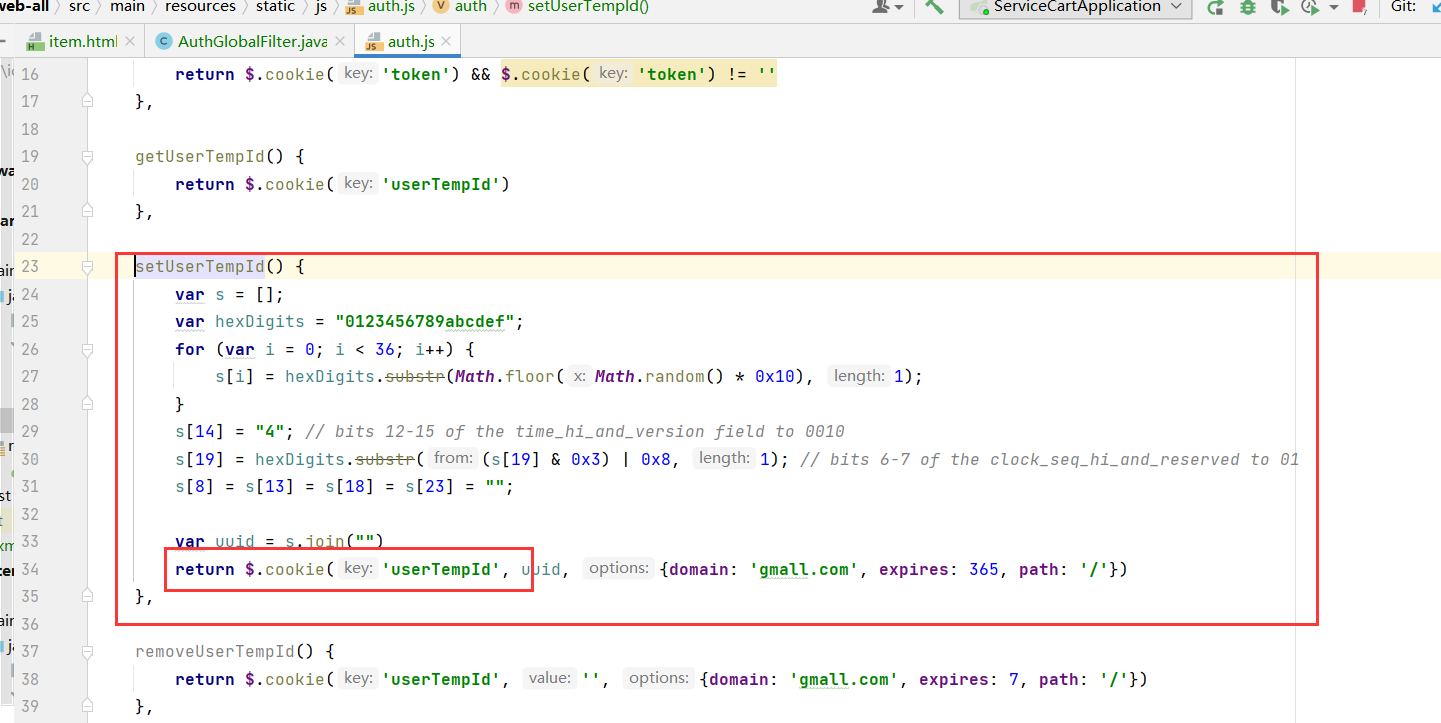 web-all 〉 src 〉 main 〉 resources 〉 static 〉 js 〉 auth.js 〉 auth 〉 setUserTempId()
ServiceCartApplication
Git:
item.html × AuthGlobalFilter.java × auth.js ×
16 return $.cookie( key: 'token') && $.cookie( key: 'token') != ''
17 },
18
19 getUserTempId() {
20 return $.cookie( key: 'userTempId')
21 },
22
23 setUserTempId() {
24 var s = [];
25 var hexDigits = "0123456789abcdef";
26 for (var i = 0; i < 36; i++) {
27 s[i] = hexDigits.substr(Math.floor( x: Math.random() * 0x10), length: 1);
28 }
29 s[14] = "4"; // bits 12-15 of the time_hi_and_version field to 0010
30 s[19] = hexDigits.substr( from: (s[19] & 0x3) | 0x8, length: 1); // bits 6-7 of the clock_seq_hi_and_reserved to 01
31 s[8] = s[13] = s[18] = s[23] = "";
32
33 var uuid = s.join("")
34 return $.cookie( key: 'userTempId', uuid, options: {domain: 'gmall.com', expires: 365, path: '/'})
35 },
36
37 removeUserTempId() {
38 return $.cookie( key: 'userTempId', value: '', options: {domain: 'gmall.com', expires: 7, path: '/'})
39 },